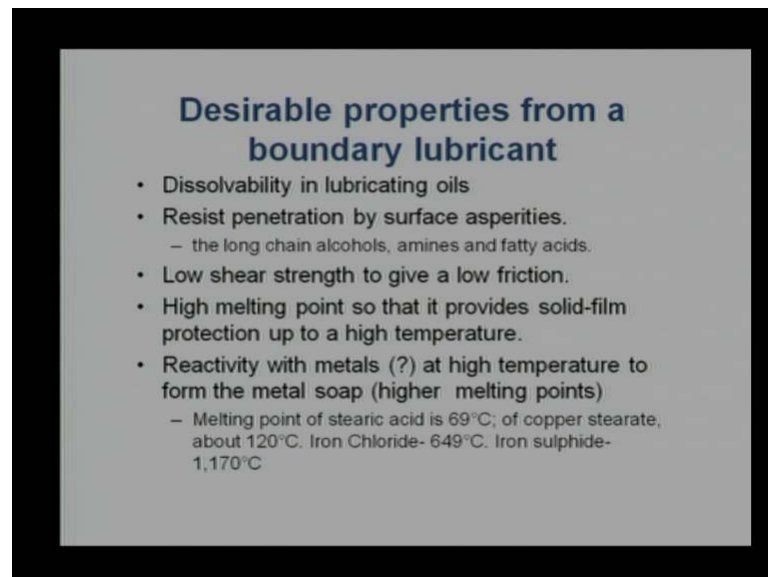 Desirable properties from a
boundary lubricant
• Dissolvability in lubricating oils
• Resist penetration by surface asperities.
– the long chain alcohols, amines and fatty acids.
• Low shear strength to give a low friction.
• High melting point so that it provides solid-film
protection up to a high temperature.
• Reactivity with metals (?) at high temperature to
form the metal soap (higher melting points)
– Melting point of stearic acid is 69°C; of copper stearate,
about 120°C. Iron Chloride- 649°C. Iron sulphide-
1,170°C